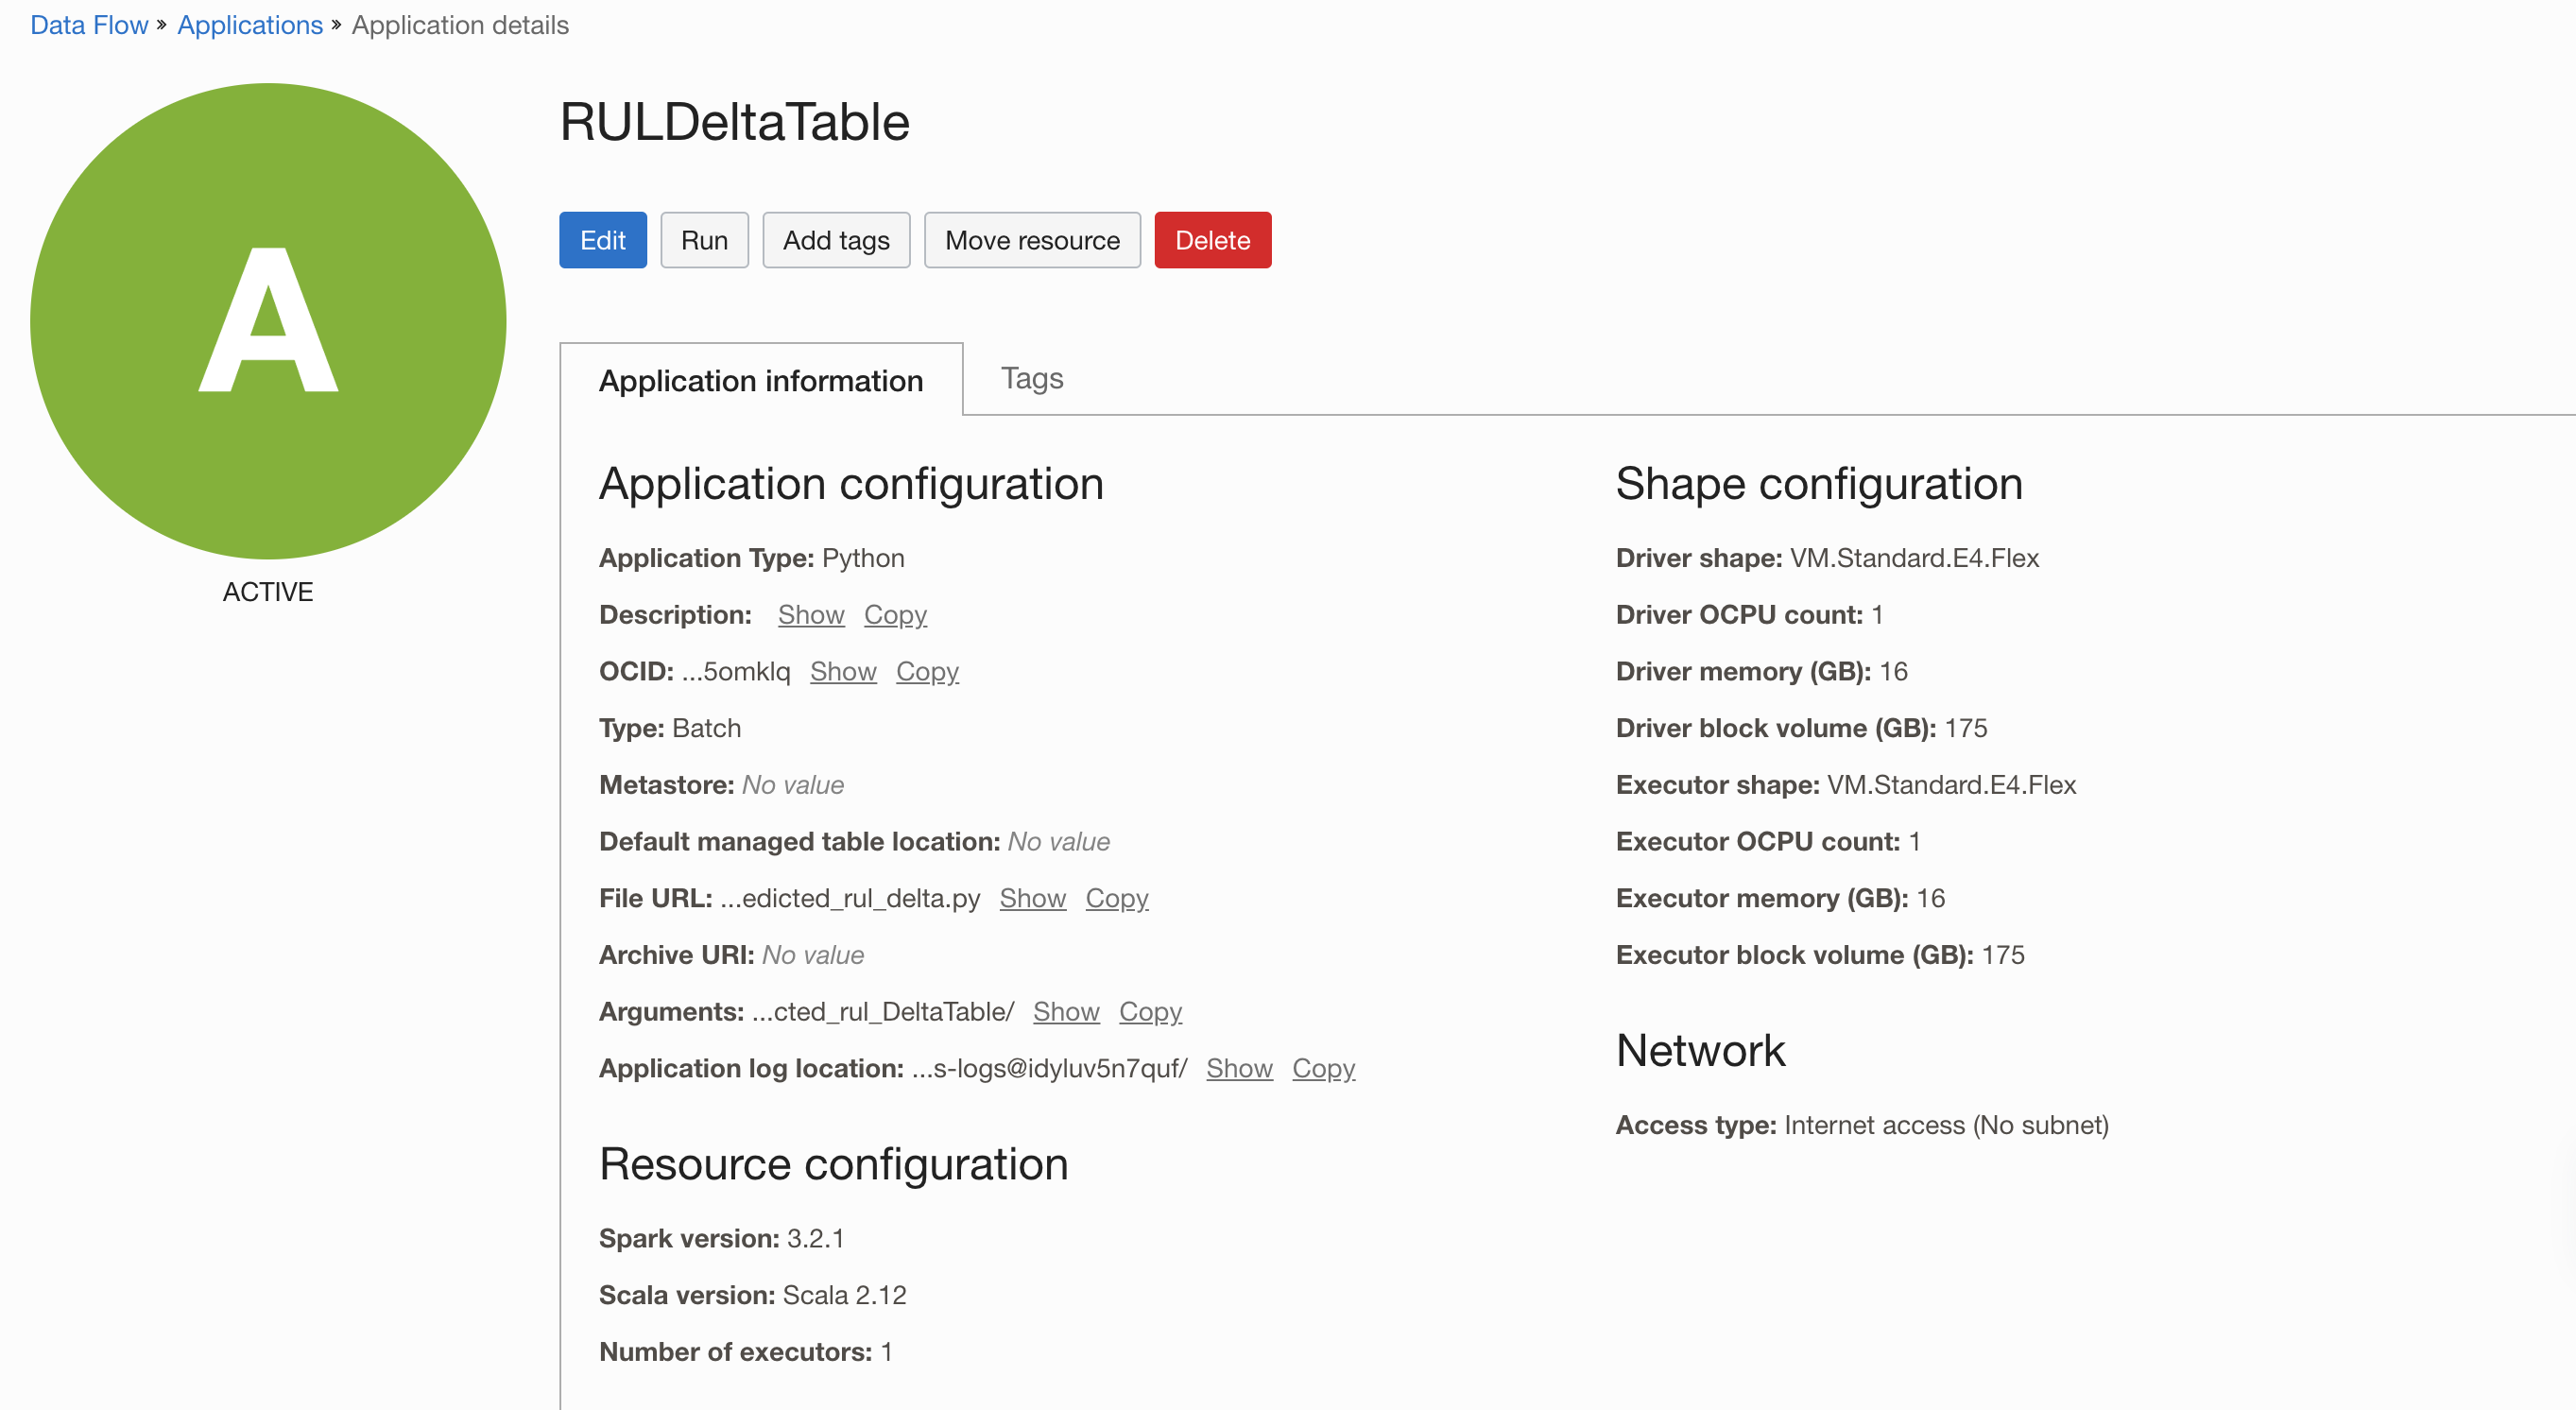 Data Flow » Applications » Application details
A
ACTIVE
RULDeltaTable
Edit Run Add tags Move resource Delete
Application information Tags
Application configuration
Application Type: Python
Description: Show Copy
OCID: ...5omklq Show Copy
Type: Batch
Metastore: No value
Default managed table location: No value
File URL: ...edicted_rul_delta.py Show Copy
Archive URI: No value
Arguments: ...cted_rul_DeltaTable/ Show Copy
Application log location: ...s-logs@idyluv5n7quf/ Show Copy
Resource configuration
Spark version: 3.2.1
Scala version: Scala 2.12
Number of executors: 1
Shape configuration
Driver shape: VM.Standard.E4.Flex
Driver OCPU count: 1
Driver memory (GB): 16
Driver block volume (GB): 175
Executor shape: VM.Standard.E4.Flex
Executor OCPU count: 1
Executor memory (GB): 16
Executor block volume (GB): 175
Network
Access type: Internet access (No subnet)